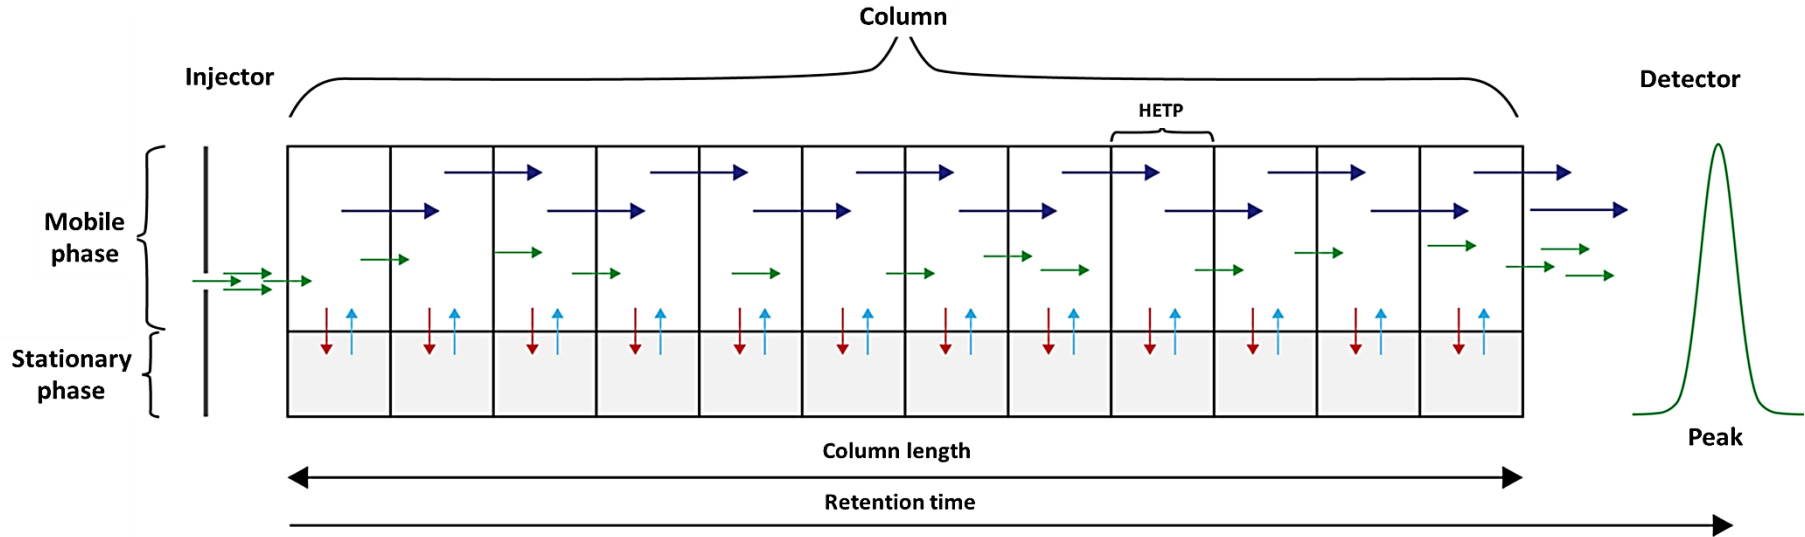 Column
Injector
Detector
HETP
Mobile
phase
Stationary
phase
Column length
Peak
Retention time